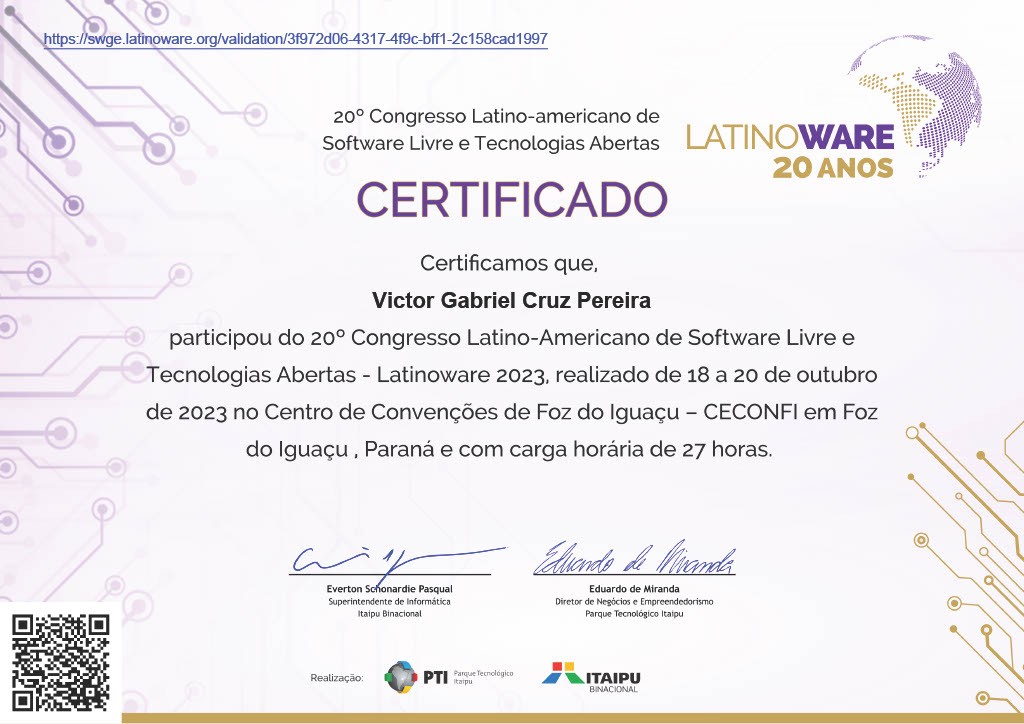 https://swge.latinoware.org/validation/3f972d06-4317-4f9c-bff1-2c158cad1997
20º Congresso Latino-americano de
Software Livre e Tecnologias Abertas
LATINOWARE
20 ANOS
CERTIFICADO
Certificamos que,
Victor Gabriel Cruz Pereira
participou do 20º Congresso Latino-Americano de Software Livre e
Tecnologias Abertas - Latinoware 2023, realizado de 18 a 20 de outubro
de 2023 no Centro de Convenções de Foz do Iguaçu – CECONFI em Foz
do Iguaçu , Paraná e com carga horária de 27 horas.
Eduardo de Miranda
Everton Schonardie Pasqual
Superintendente de Informática
Itaipu Binacional
Eduardo de Miranda
Diretor de Negócios e Empreendedorismo
Parque Tecnológico Itaipu
Realização:
PTI
Parque Tecnológico
Itaipu
ITAIPU
BINACIONAL